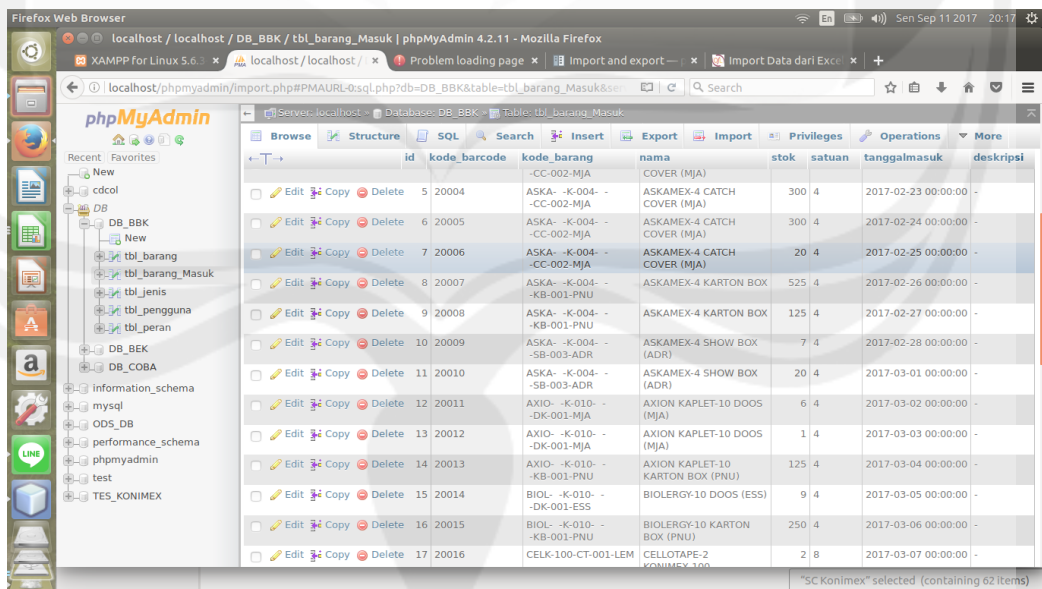 Firefox Web Browser En Sen Sep 11 2017 20:17
localhost / localhost / DB_BBK / tbl_barang_Masuk | phpMyAdmin 4.2.11 - Mozilla Firefox
XAMPP for Linux 5.6.3 × localhost / localhost / × Problem loading page × Import and export — × Import Data dari Excel × +
localhost/phpmyadmin/import.php#PMAURL-0:sql.php?db=DB_BBK&table=tbl_barang_Masuk&ser Search
phpMyAdmin
Recent Favorites
New
cdcol
DB
DB_BBK
New
tbl_barang
tbl_barang_Masuk
tbl_jenis
tbl_pengguna
tbl_peran
DB_BEK
DB_COBA
information_schema
mysql
ODS_DB
performance_schema
phpmyadmin
test
TES_KONIMEX
Server: localhost » Database: DB_BBK » Table: tbl_barang_Masuk
Browse Structure SQL Search Insert Export Import Privileges Operations More
←T→ id kode_barcode kode_barang nama stok satuan tanggalmasuk deskripsi
-CC-002-MJA COVER (MJA)
Edit Copy Delete 5 20004 ASKA- -K-004- - ASKAMEX-4 CATCH 300 4 2017-02-23 00:00:00 -
-CC-002-MJA COVER (MJA)
Edit Copy Delete 6 20005 ASKA- -K-004- - ASKAMEX-4 CATCH 300 4 2017-02-24 00:00:00 -
-CC-002-MJA COVER (MJA)
Edit Copy Delete 7 20006 ASKA- -K-004- - ASKAMEX-4 CATCH 20 4 2017-02-25 00:00:00 -
-CC-002-MJA COVER (MJA)
Edit Copy Delete 8 20007 ASKA- -K-004- - ASKAMEX-4 KARTON BOX 525 4 2017-02-26 00:00:00 -
-KB-001-PNU
Edit Copy Delete 9 20008 ASKA- -K-004- - ASKAMEX-4 KARTON BOX 125 4 2017-02-27 00:00:00 -
-KB-001-PNU
Edit Copy Delete 10 20009 ASKA- -K-004- - ASKAMEX-4 SHOW BOX 7 4 2017-02-28 00:00:00 -
-SB-003-ADR (ADR)
Edit Copy Delete 11 20010 ASKA- -K-004- - ASKAMEX-4 SHOW BOX 20 4 2017-03-01 00:00:00 -
-SB-003-ADR (ADR)
Edit Copy Delete 12 20011 AXIO- -K-010- - AXION KAPLET-10 DOOS 6 4 2017-03-02 00:00:00 -
-DK-001-MJA (MJA)
Edit Copy Delete 13 20012 AXIO- -K-010- - AXION KAPLET-10 DOOS 1 4 2017-03-03 00:00:00 -
-DK-001-MJA (MJA)
Edit Copy Delete 14 20013 AXIO- -K-010- - AXION KAPLET-10 125 4 2017-03-04 00:00:00 -
-KB-001-PNU KARTON BOX (PNU)
Edit Copy Delete 15 20014 BIOL- -K-010- - BIOLERGY-10 DOOS (ESS) 9 4 2017-03-05 00:00:00 -
-DK-001-ESS
Edit Copy Delete 16 20015 BIOL- -K-010- - BIOLERGY-10 KARTON 250 4 2017-03-06 00:00:00 -
-KB-001-PNU BOX (PNU)
Edit Copy Delete 17 20016 CELK-100-CT-001-LEM CELLOTAPE-2 2 8 2017-03-07 00:00:00 -
KONIMEX 100
LINE
"SC Konimex" selected (containing 62 items)